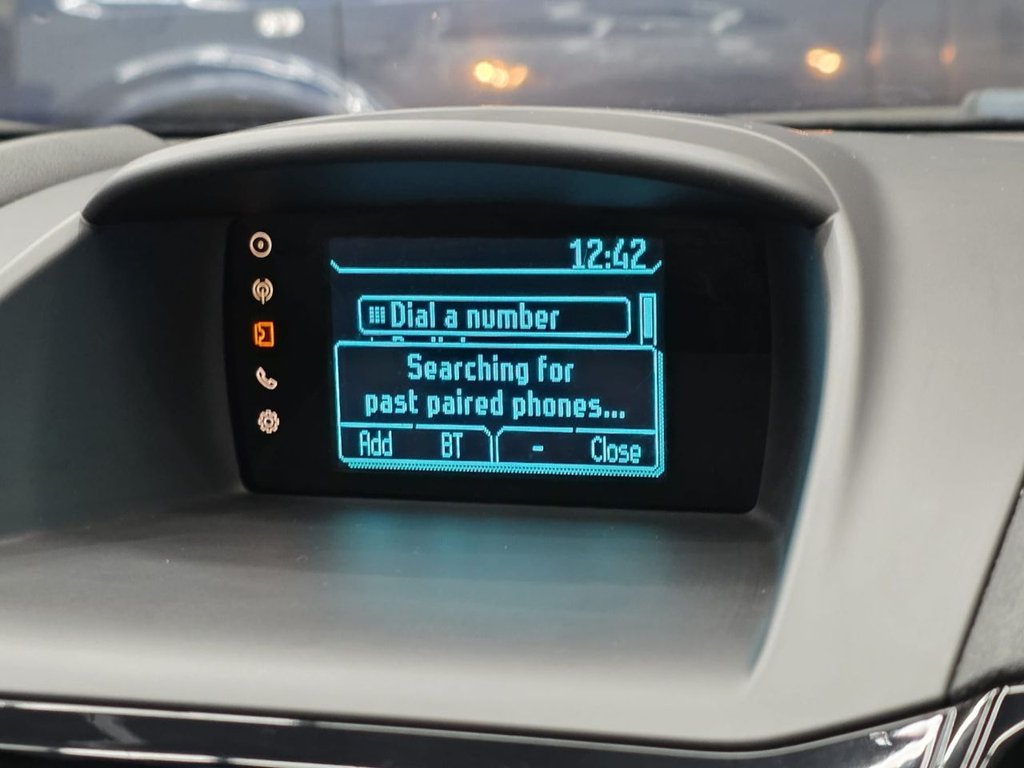 12:42
Dial a number
Searching for
past paired phones...
Add BT - Close